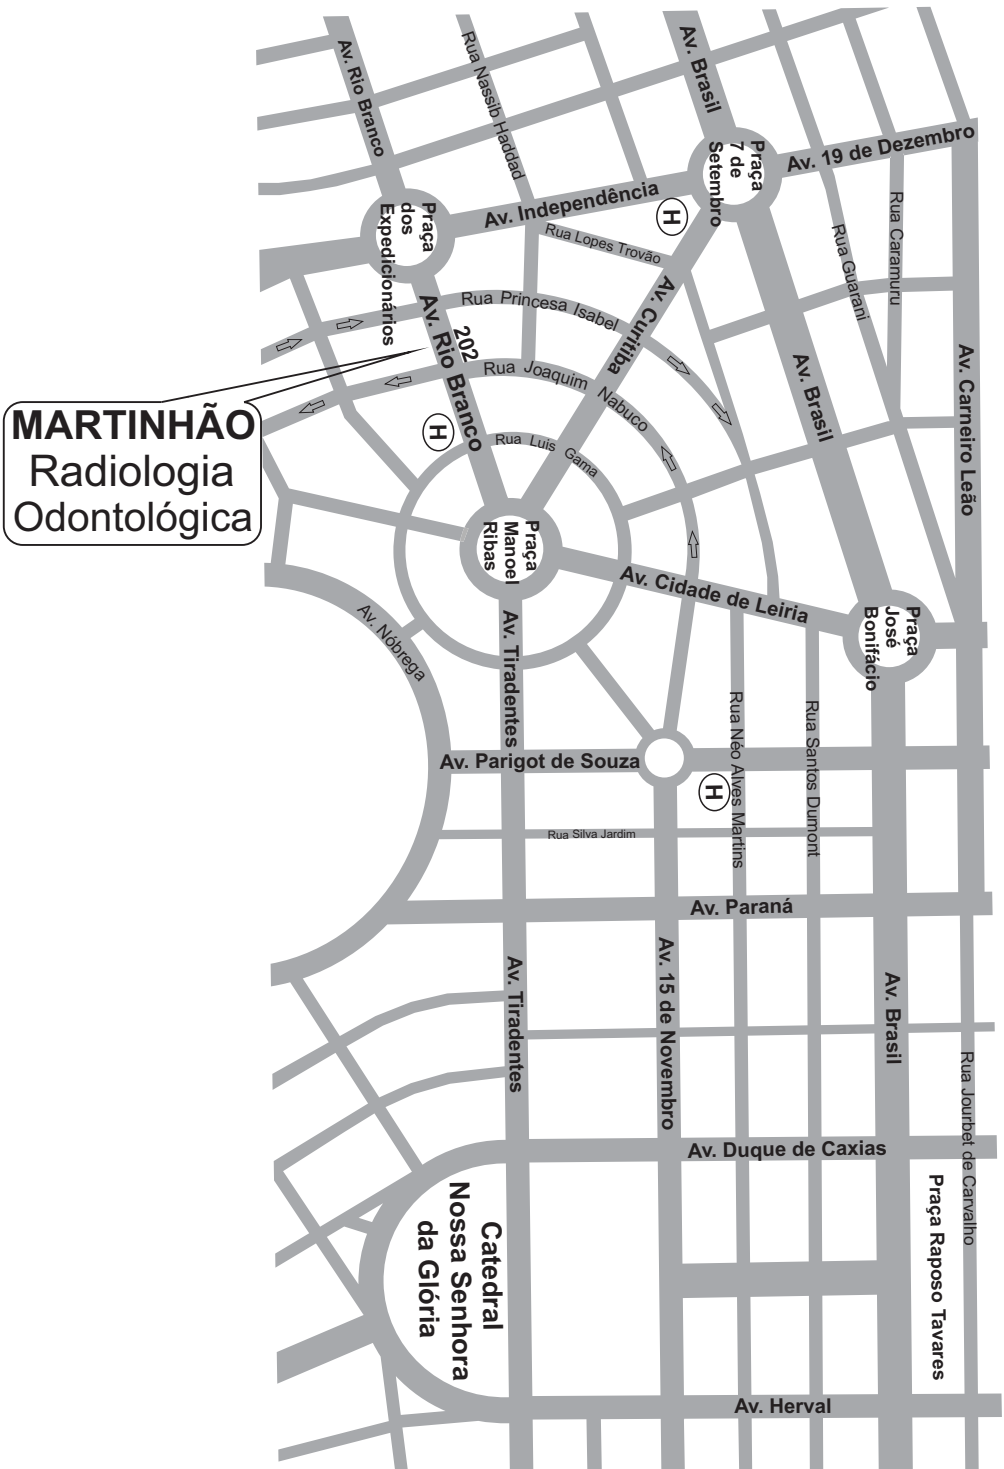 Av. Rio Branco
Rua Nassib Haddad
Av. Brasil
Praça
7 de
Setembro
Av. 19 de Dezembro
Praça
dos
Expedicionários
Av. Independência
H
Rua Lopes Trovão
Rua Caramuru
Rua Guarani
Rua Princesa Isabel
Av. Curitiba
Av. Rio Branco
202
Rua Joaquim Nabuco
Av. Brasil
Av. Carneiro Leão
MARTINHÃO
Radiologia
Odontológica
H
Rua Luis Gama
Praça
Manoel
Ribas
Av. Cidade de Leiria
Praça
José
Bonifácio
Av. Nóbrega
Av. Tiradentes
Av. Parigot de Souza
H
Rua Néo Alves Martins
Rua Santos Dumont
Rua Silva Jardim
Av. Paraná
Av. Tiradentes
Av. 15 de Novembro
Av. Brasil
Rua Jourbet de Carvalho
Av. Duque de Caxias
Catedral
Nossa Senhora
da Glória
Praça Raposo Tavares
Av. Herval